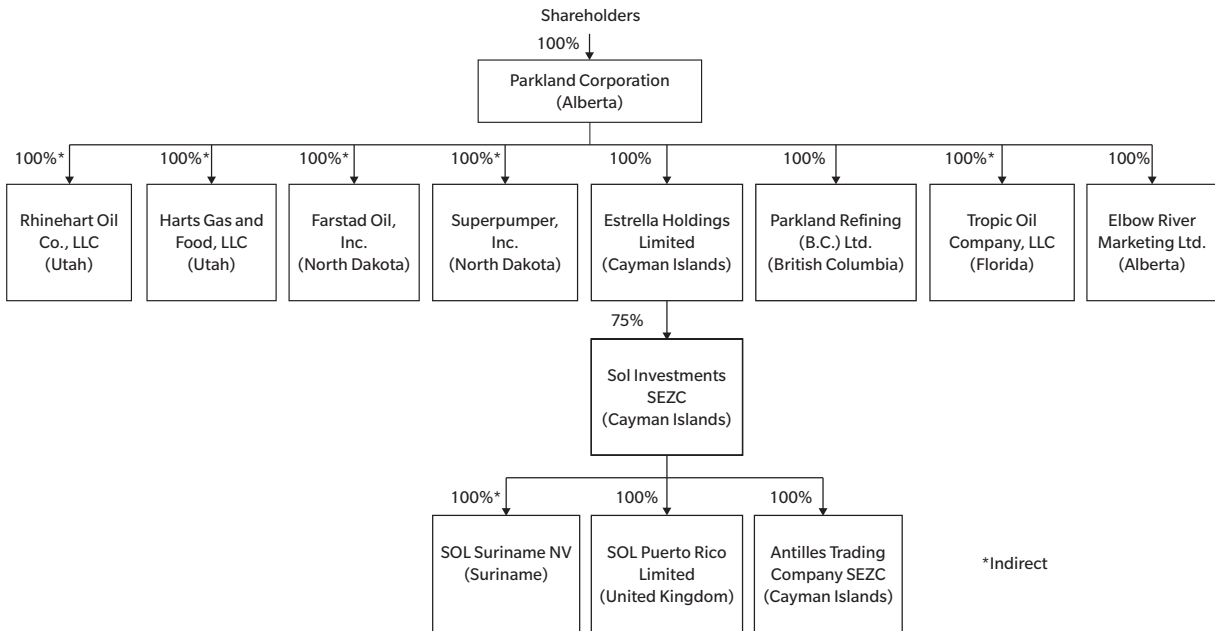 Shareholders
100%
Parkland Corporation
(Alberta)
100%*
100%*
100%*
100%*
100%
100%
100%*
100%
Rhinehart Oil
Co., LLC
(Utah)
Harts Gas and
Food, LLC
(Utah)
Farstad Oil,
Inc.
(North Dakota)
Superpumper,
Inc.
(North Dakota)
Estrella Holdings
Limited
(Cayman Islands)
Parkland Refining
(B.C.) Ltd.
(British Columbia)
Tropic Oil
Company, LLC
(Florida)
Elbow River
Marketing Ltd.
(Alberta)
75%
Sol Investments
SEZC
(Cayman Islands)
100%*
100%
100%
SOL Suriname NV
(Suriname)
SOL Puerto Rico
Limited
(United Kingdom)
Antilles Trading
Company SEZC
(Cayman Islands)
*Indirect